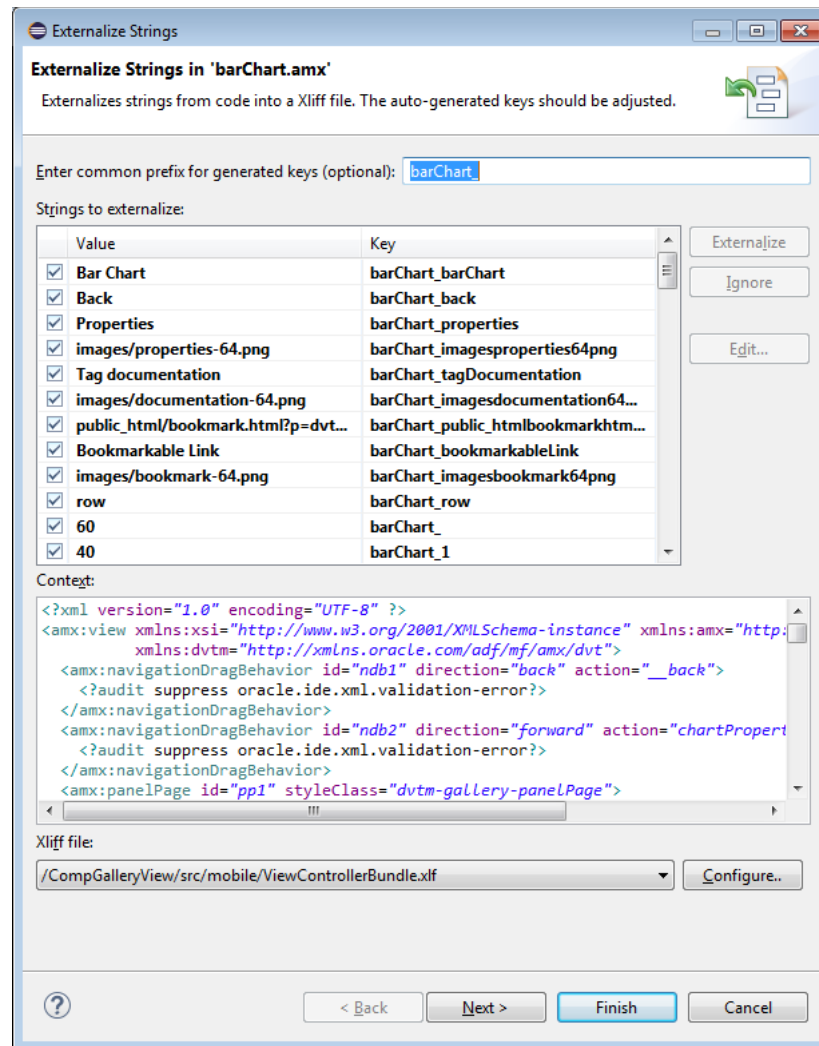 Externalize Strings
Externalize Strings in 'barChart.amx'
Externalizes strings from code into a Xliff file. The auto-generated keys should be adjusted.
Enter common prefix for generated keys (optional): barChart_
Strings to externalize:
Value Key
Bar Chart barChart_barChart
Back barChart_back
Properties barChart_properties
images/properties-64.png barChart_imagesproperties64png
Tag documentation barChart_tagDocumentation
images/documentation-64.png barChart_imagesdocumentation64...
public_html/bookmark.html?p=dvt... barChart_public_htmlbookmarkhtm...
Bookmarkable Link barChart_bookmarkableLink
images/bookmark-64.png barChart_imagesbookmark64png
row barChart_row
60 barChart_
40 barChart_1
Externalize
Ignore
Edit...
Context:
<?xml version="1.0" encoding="UTF-8" ?>
<amx:view xmlns:xsi="http://www.w3.org/2001/XMLSchema-instance" xmlns:amx="http:
xmlns:dvtm="http://xmlns.oracle.com/adf/mf/amx/dvt">
<amx:navigationDragBehavior id="ndb1" direction="back" action="__back">
<?audit suppress oracle.ide.xml.validation-error?>
</amx:navigationDragBehavior>
<amx:navigationDragBehavior id="ndb2" direction="forward" action="chartPropert
<?audit suppress oracle.ide.xml.validation-error?>
</amx:navigationDragBehavior>
<amx:panelPage id="pp1" styleClass="dvtm-gallery-panelPage">
Xliff file:
/CompGalleryView/src/mobile/ViewControllerBundle.xlf Configure..
? < Back Next > Finish Cancel